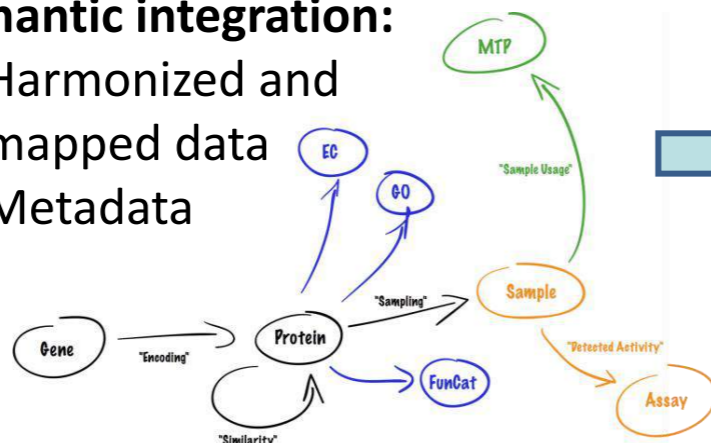 mantic integration:
Harmonized and
mapped data
Metadata
MTP
EC
"Sample Usage"
GO
Sample
"Sampling"
Gene
"Encoding"
Protein
"Detected Activity"
FunCat
Assay
"Similarity"